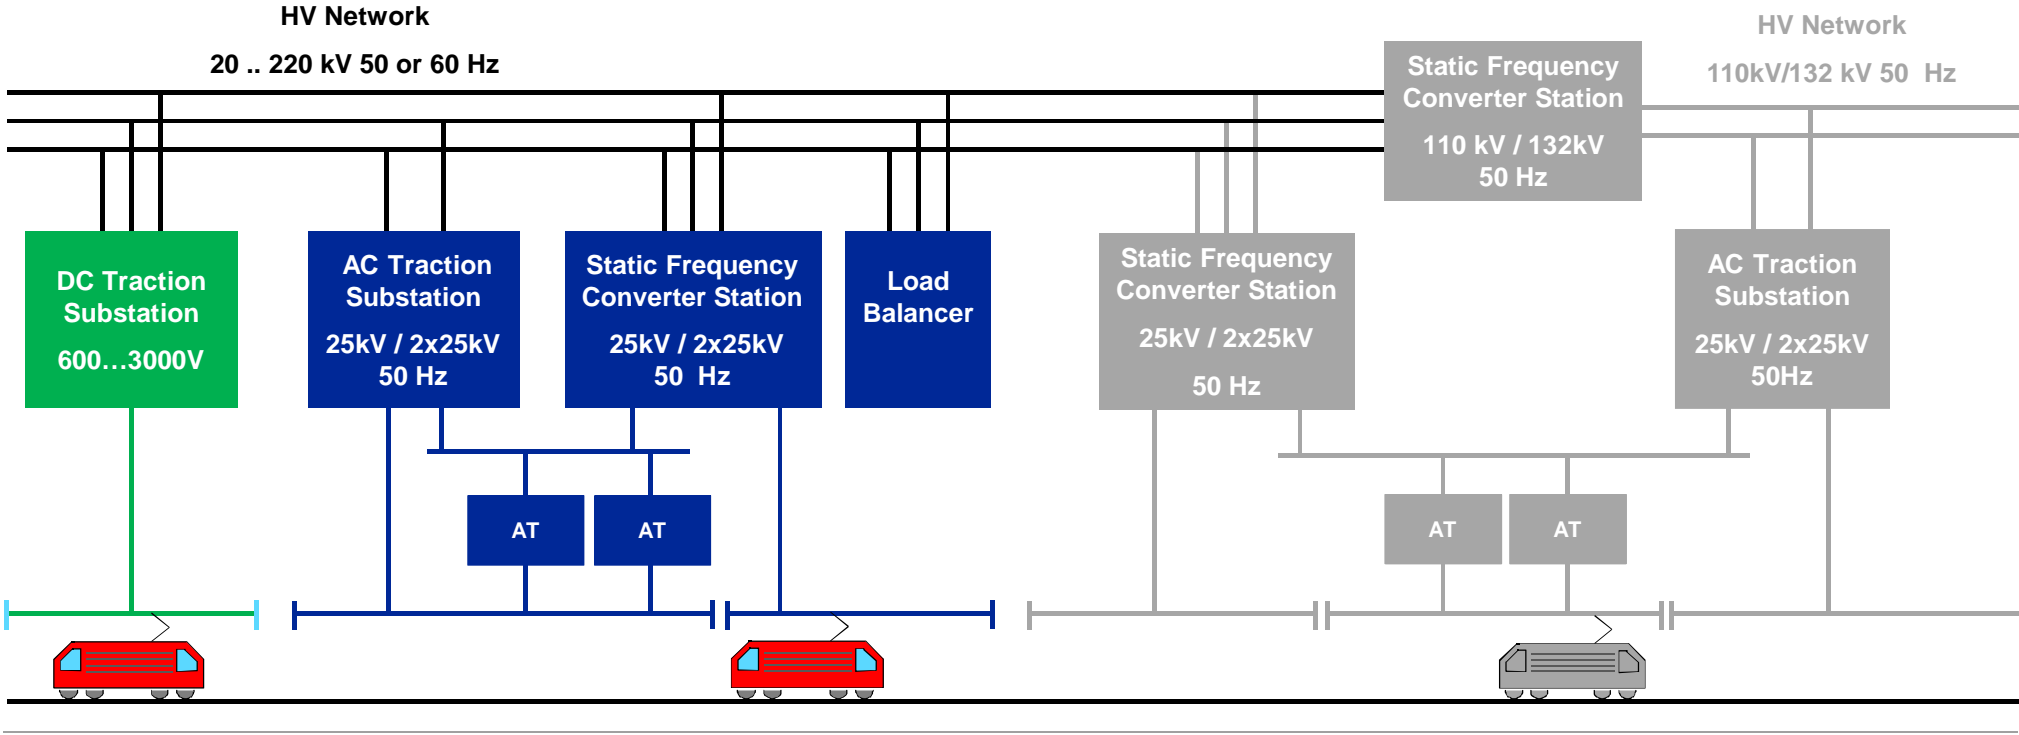 HV Network
20 .. 220 kV 50 or 60 Hz
Static Frequency
Converter Station
110 kV / 132kV
50 Hz
HV Network
110kV/132 kV 50 Hz
DC Traction
Substation
600...3000V
AC Traction
Substation
25kV / 2x25kV
50 Hz
Static Frequency
Converter Station
25kV / 2x25kV
50 Hz
Load
Balancer
Static Frequency
Converter Station
25kV / 2x25kV
50 Hz
AC Traction
Substation
25kV / 2x25kV
50Hz
AT
AT
AT
AT